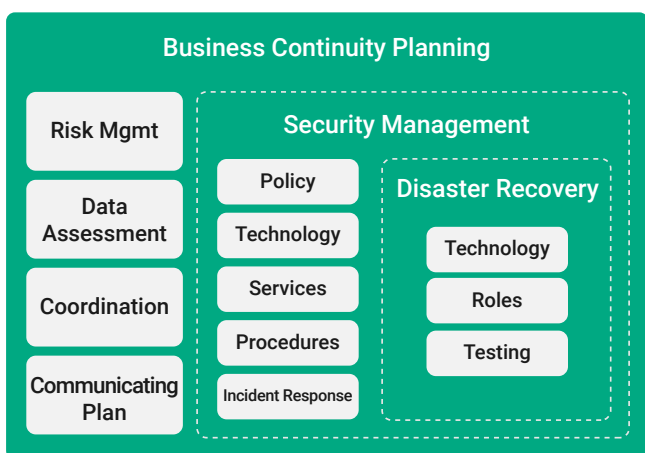 Business Continuity Planning
Risk Mgmt
Data
Assessment
Coordination
Communicating
Plan
Security Management
Policy
Technology
Services
Procedures
Incident Response
Disaster Recovery
Technology
Roles
Testing